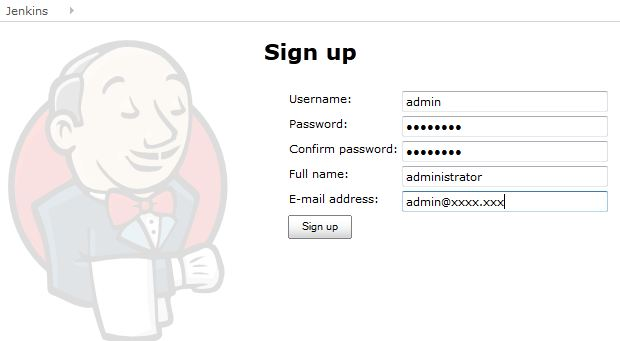 Jenkins
Sign up
Username: admin
Password: ••••••••
Confirm password: ••••••••
Full name: administrator
E-mail address: admin@xxxx.xxx
Sign up